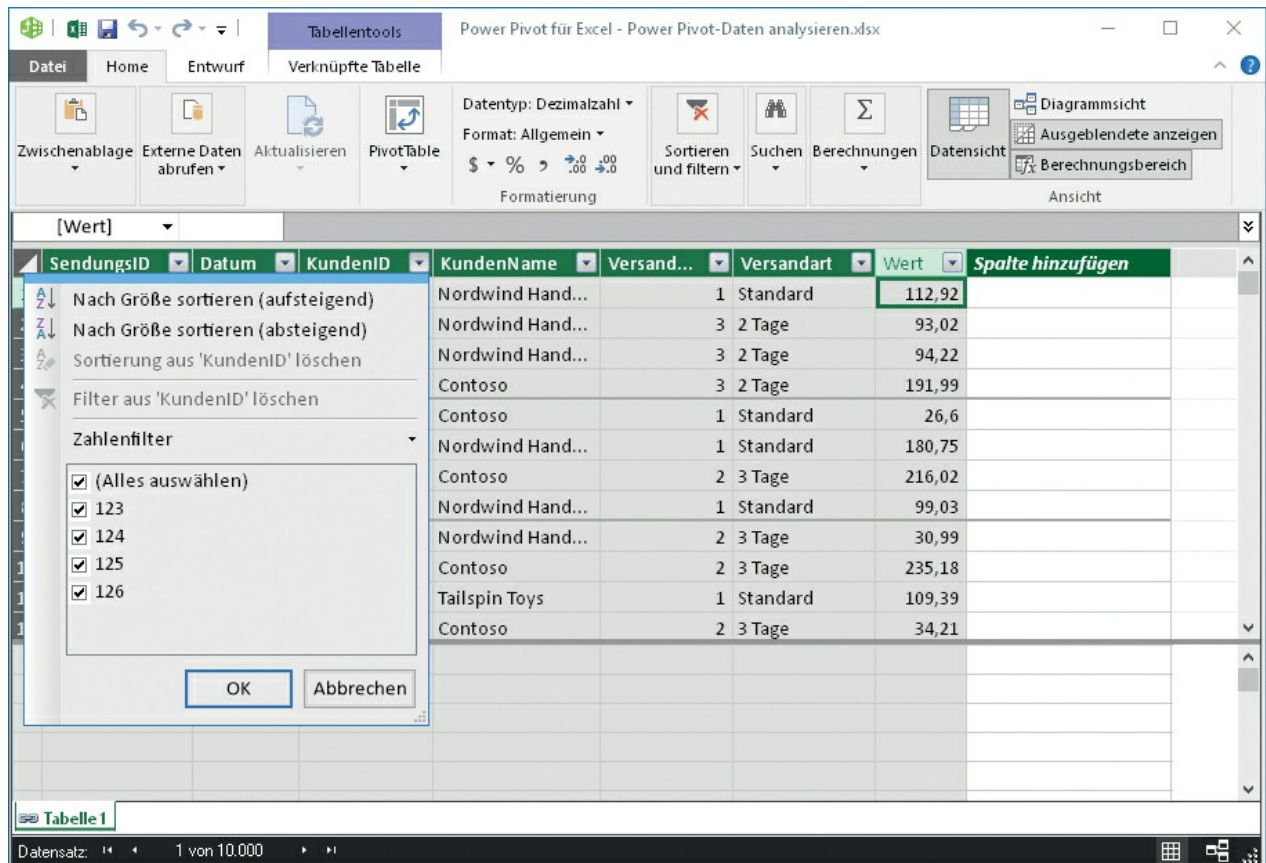 Tabellentools
Power Pivot für Excel - Power Pivot-Daten analysieren.xlsx
Datei Home Entwurf Verknüpfte Tabelle
Zwischenablage
Externe Daten abrufen
Aktualisieren
PivotTable
Datentyp: Dezimalzahl
Format: Allgemein
$ % ,0 ,00 ,00 ,0
Formatierung
Sortieren und filtern
Suchen
Berechnungen
Datensicht
Diagrammsicht
Ausgeblendete anzeigen
Berechnungsbereich
Ansicht
[Wert]
SendungsID Datum KundenID KundenName Versand... Versandart Wert Spalte hinzufügen
Nach Größe sortieren (aufsteigend)
Nach Größe sortieren (absteigend)
Sortierung aus 'KundenID' löschen
Filter aus 'KundenID' löschen
Zahlenfilter
(Alles auswählen)
123
124
125
126
OK Abbrechen
Nordwind Hand... 1 Standard 112,92
Nordwind Hand... 3 2 Tage 93,02
Nordwind Hand... 3 2 Tage 94,22
Contoso 3 2 Tage 191,99
Contoso 1 Standard 26,6
Nordwind Hand... 1 Standard 180,75
Contoso 2 3 Tage 216,02
Nordwind Hand... 1 Standard 99,03
Nordwind Hand... 2 3 Tage 30,99
Contoso 2 3 Tage 235,18
Tailspin Toys 1 Standard 109,39
Contoso 2 3 Tage 34,21
Tabelle1
Datensatz: 1 von 10.000